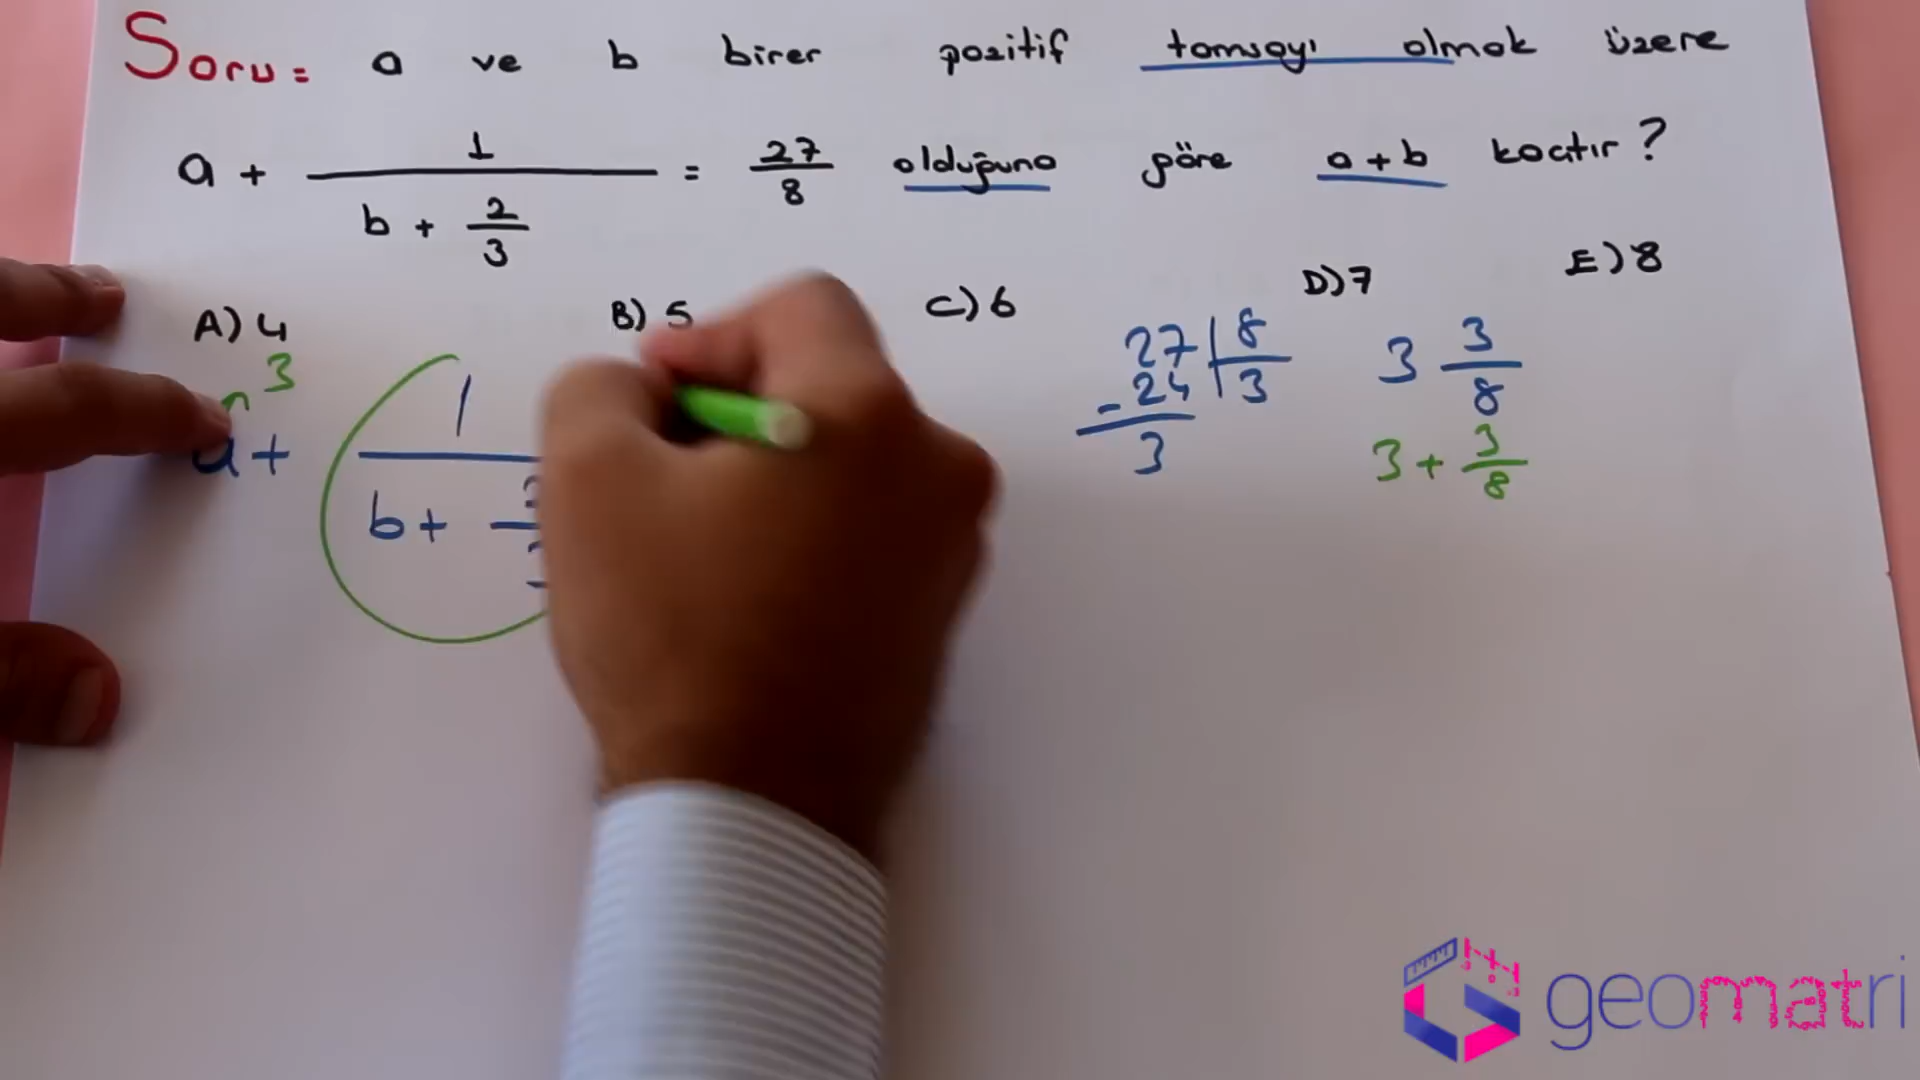 Soru= a ve b birer pozitif tamsayı olmak üzere
a + 1 / (b + 2/3) = 27/8 olduğuna göre a+b kaçtır?
A) 4 B) 5 C) 6 D) 7 E) 8
3
a + 1
b +
27 | 8
- 24 3
3
3 3/8
3 + 3/8
geomatri